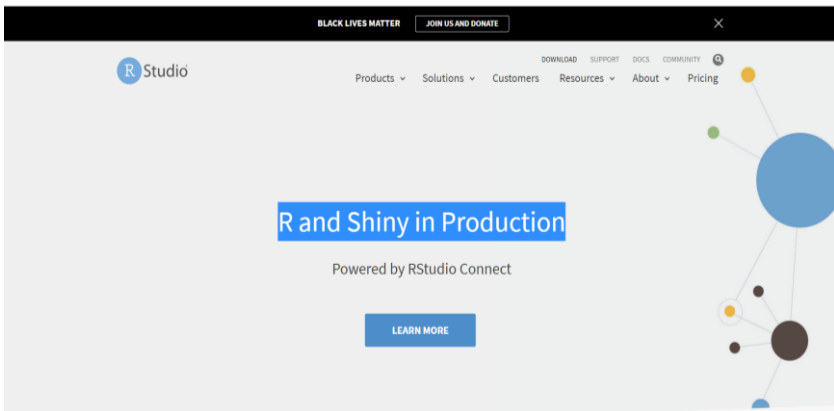 BLACK LIVES MATTER JOIN US AND DONATE
R Studio
DOWNLOAD SUPPORT DOCS COMMUNITY
Products Solutions Customers Resources About Pricing
R and Shiny in Production
Powered by RStudio Connect
LEARN MORE